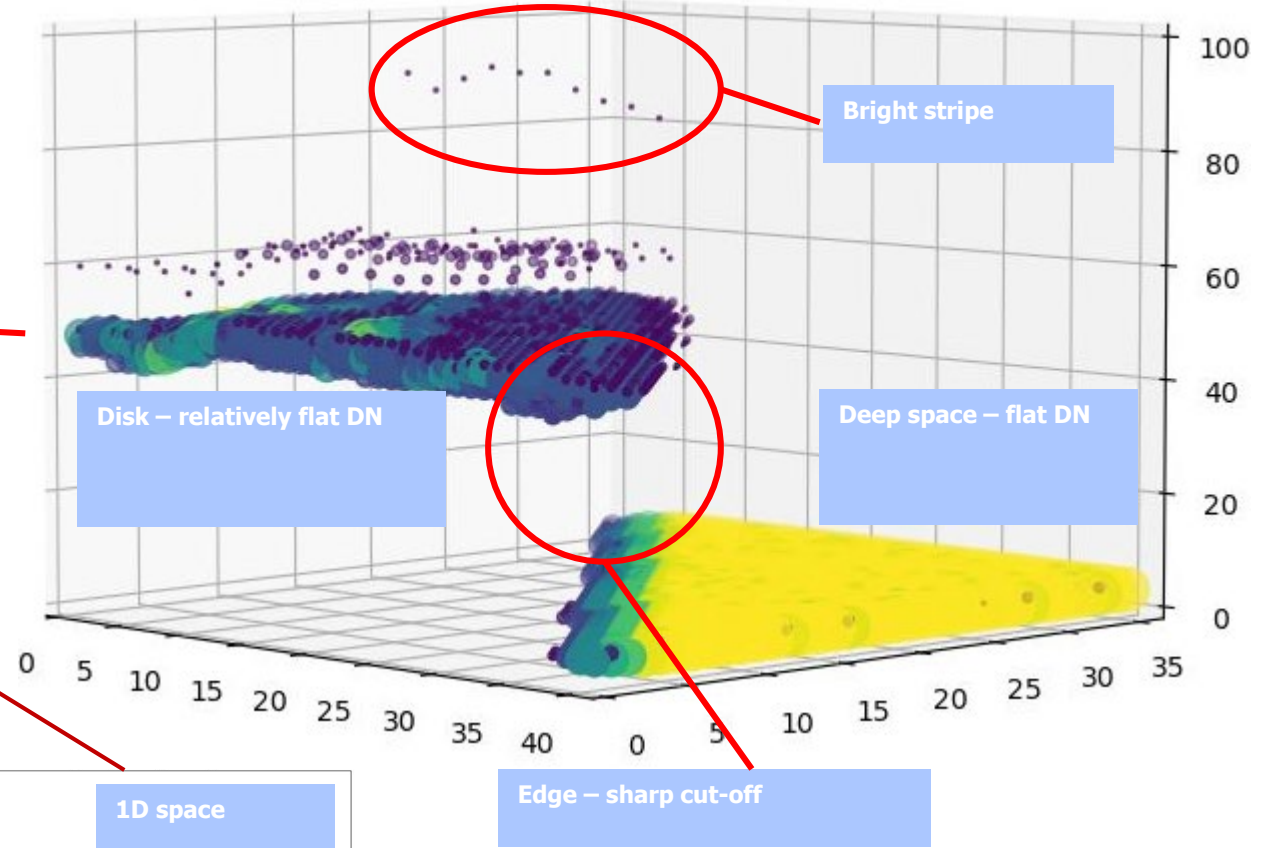 100
Bright stripe
80
60
40
Disk – relatively flat DN
Deep space – flat DN
20
0
0 5 10 15 20 25 30 35 40
0 5 10 15 20 25 30 35
Edge – sharp cut-off
1D space